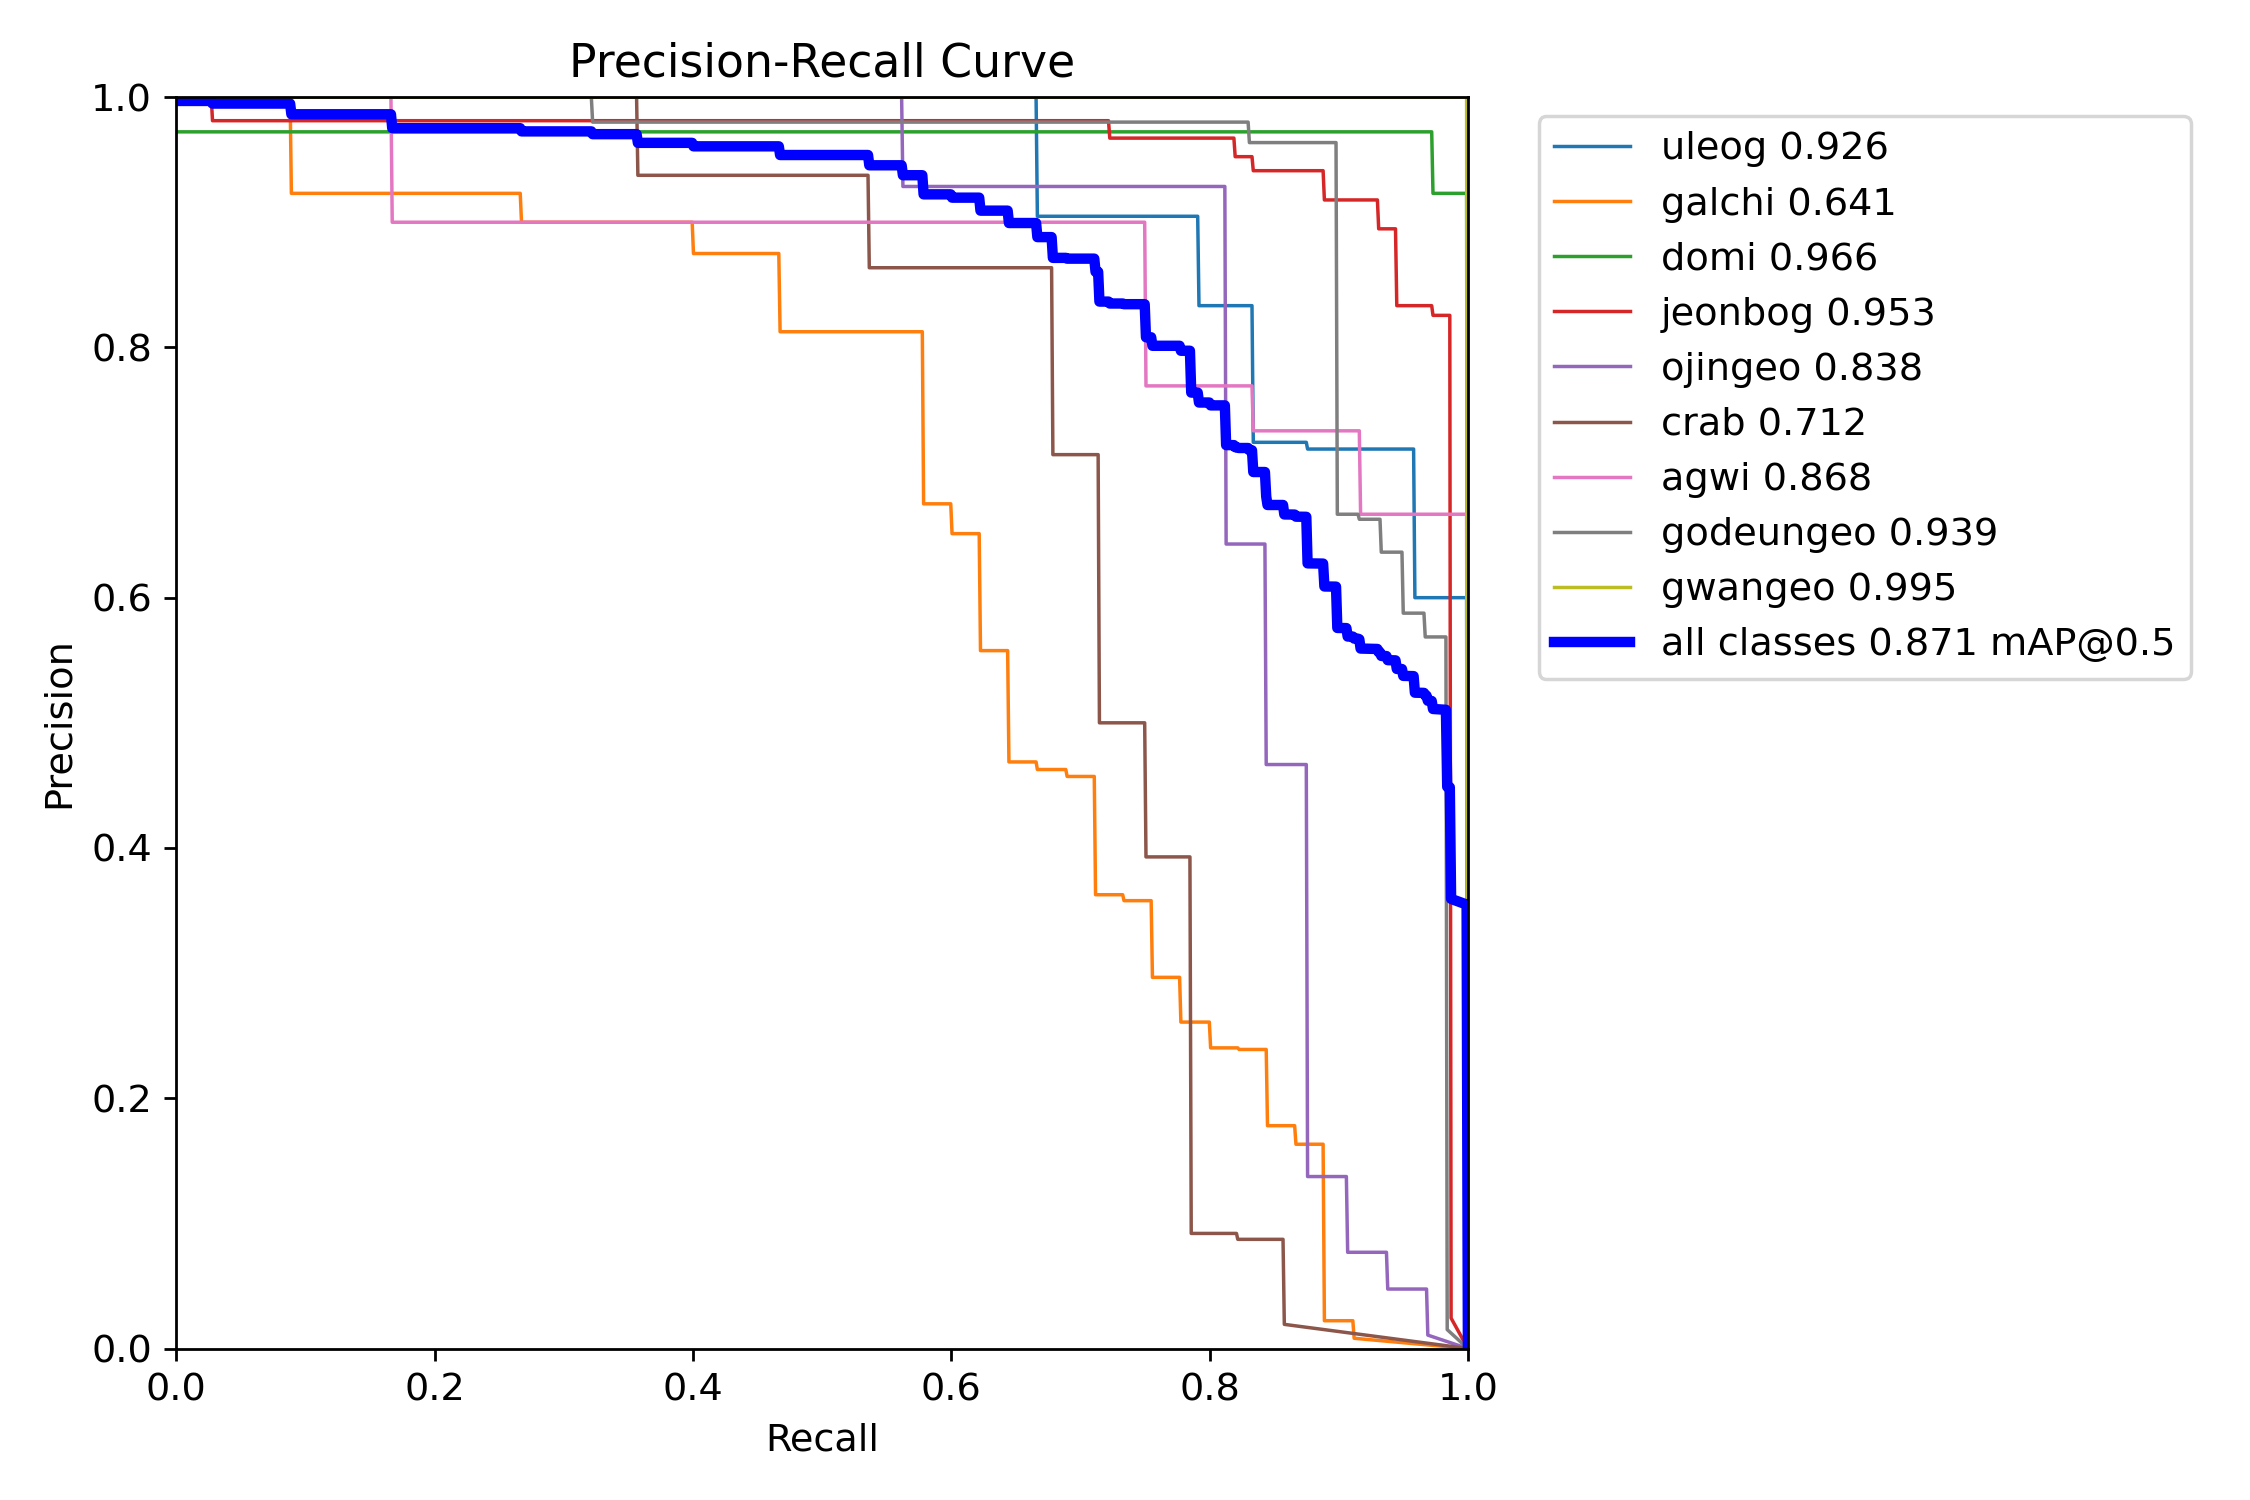 Precision-Recall Curve
1.0
0.8
0.6
0.4
0.2
0.0
Precision
0.0 0.2 0.4 0.6 0.8 1.0
Recall
uleog 0.926
galchi 0.641
domi 0.966
jeonbog 0.953
ojingeo 0.838
crab 0.712
agwi 0.868
godeungeo 0.939
gwangeo 0.995
all classes 0.871 mAP@0.5